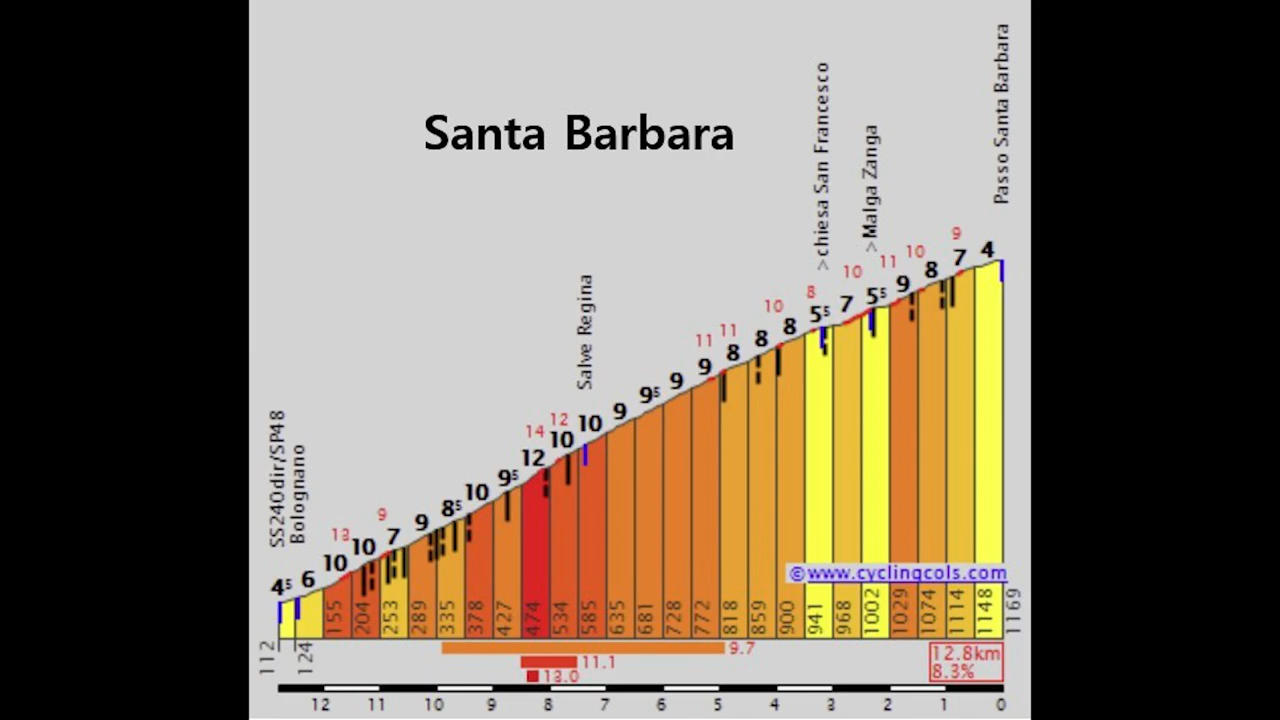 Santa Barbara
SS240dir/SP48
Bolognano
Salve Regina
>chiesa San Francesco
>Malga Zanga
Passo Santa Barbara
9
11
10
10
8
10
11
11
12
14
9
13
4⁵ 6 10 10 7 9 8⁵ 10 9⁵ 12 10 10 9 9⁵ 9 9 8 8 8 5⁵ 7 5⁵ 9 8 7 4
©www.cyclingcols.com
112 124 155 204 253 289 335 378 427 474 534 585 635 681 728 772 818 859 900 941 968 1002 1029 1074 1114 1148 1169
9.7
11.1
13.0
12.8km
8.3%
12 11 10 9 8 7 6 5 4 3 2 1 0